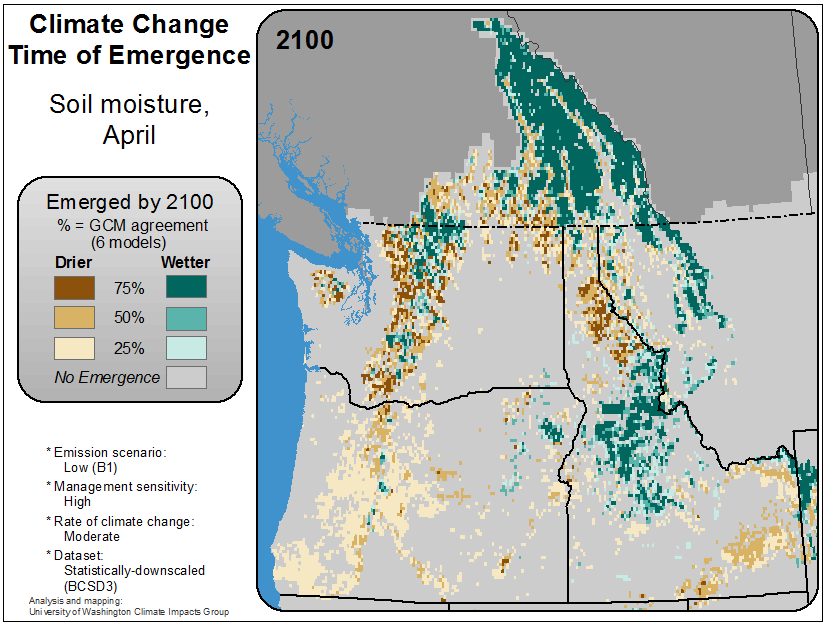 Climate Change
Time of Emergence
Soil moisture,
April
2100
Emerged by 2100
% = GCM agreement
(6 models)
Drier Wetter
75%
50%
25%
No Emergence
* Emission scenario:
Low (B1)
* Management sensitivity:
High
* Rate of climate change:
Moderate
* Dataset:
Statistically-downscaled
(BCSD3)
Analysis and mapping:
University of Washington Climate Impacts Group